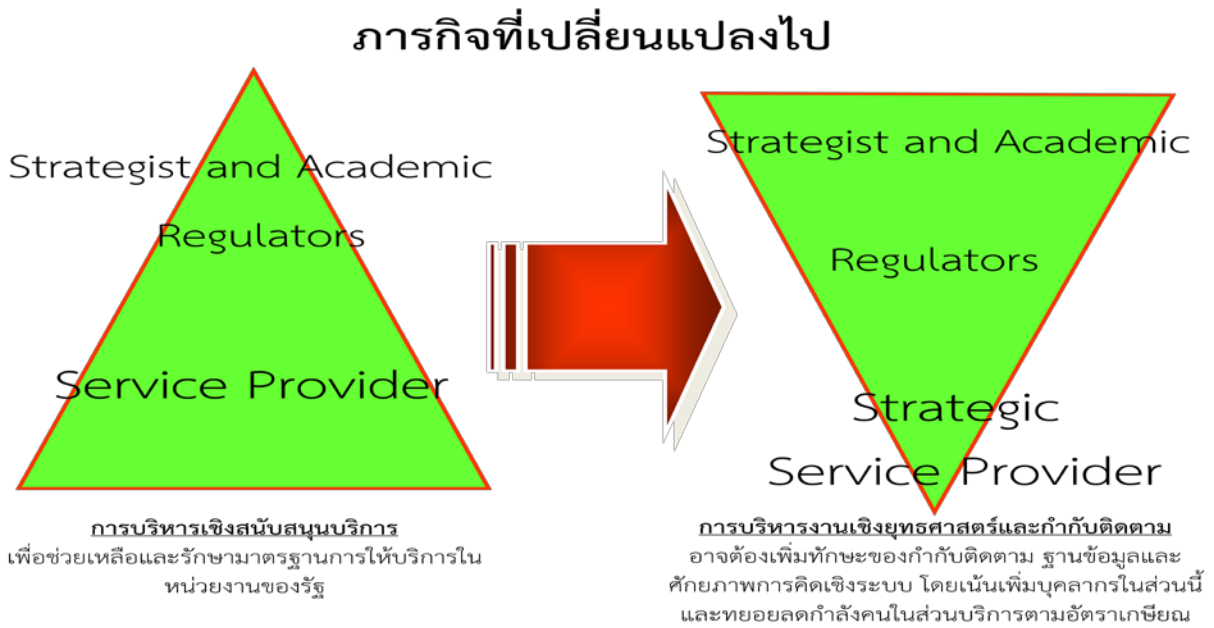 ภารกิจที่เปลี่ยนแปลงไป
Strategist and Academic
Regulators
Service Provider
การบริหารเชิงสนับสนุนบริการ
เพื่อช่วยเหลือและรักษามาตรฐานการให้บริการใน
หน่วยงานของรัฐ
Strategist and Academic
Regulators
Strategic
Service Provider
การบริหารงานเชิงยุทธศาสตร์และกำกับติดตาม
อาจต้องเพิ่มทักษะของกำกับติดตาม ฐานข้อมูลและ
ศักยภาพการคิดเชิงระบบ โดยเน้นเพิ่มบุคลากรในส่วนนี้
และทยอยลดกำลังคนในส่วนบริการตามอัตราเกษียณ